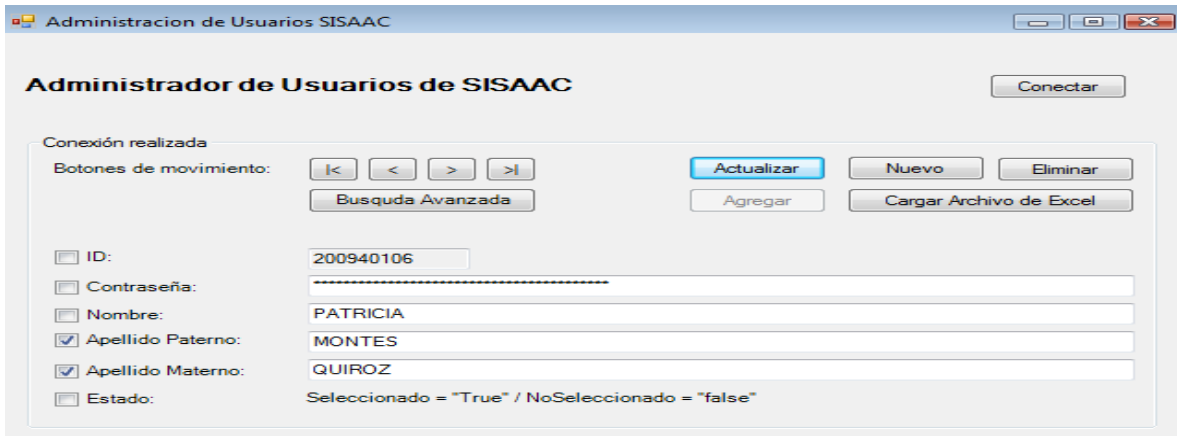 Administracion de Usuarios SISAAC
Administrador de Usuarios de SISAAC
Conectar
Conexión realizada
Botones de movimiento:
|< < > >|
Actualizar Nuevo Eliminar
Busquda Avanzada
Agregar Cargar Archivo de Excel
ID: 200940106
Contraseña: ****************************************
Nombre: PATRICIA
Apellido Paterno: MONTES
Apellido Materno: QUIROZ
Estado: Seleccionado = "True" / NoSeleccionado = "false"